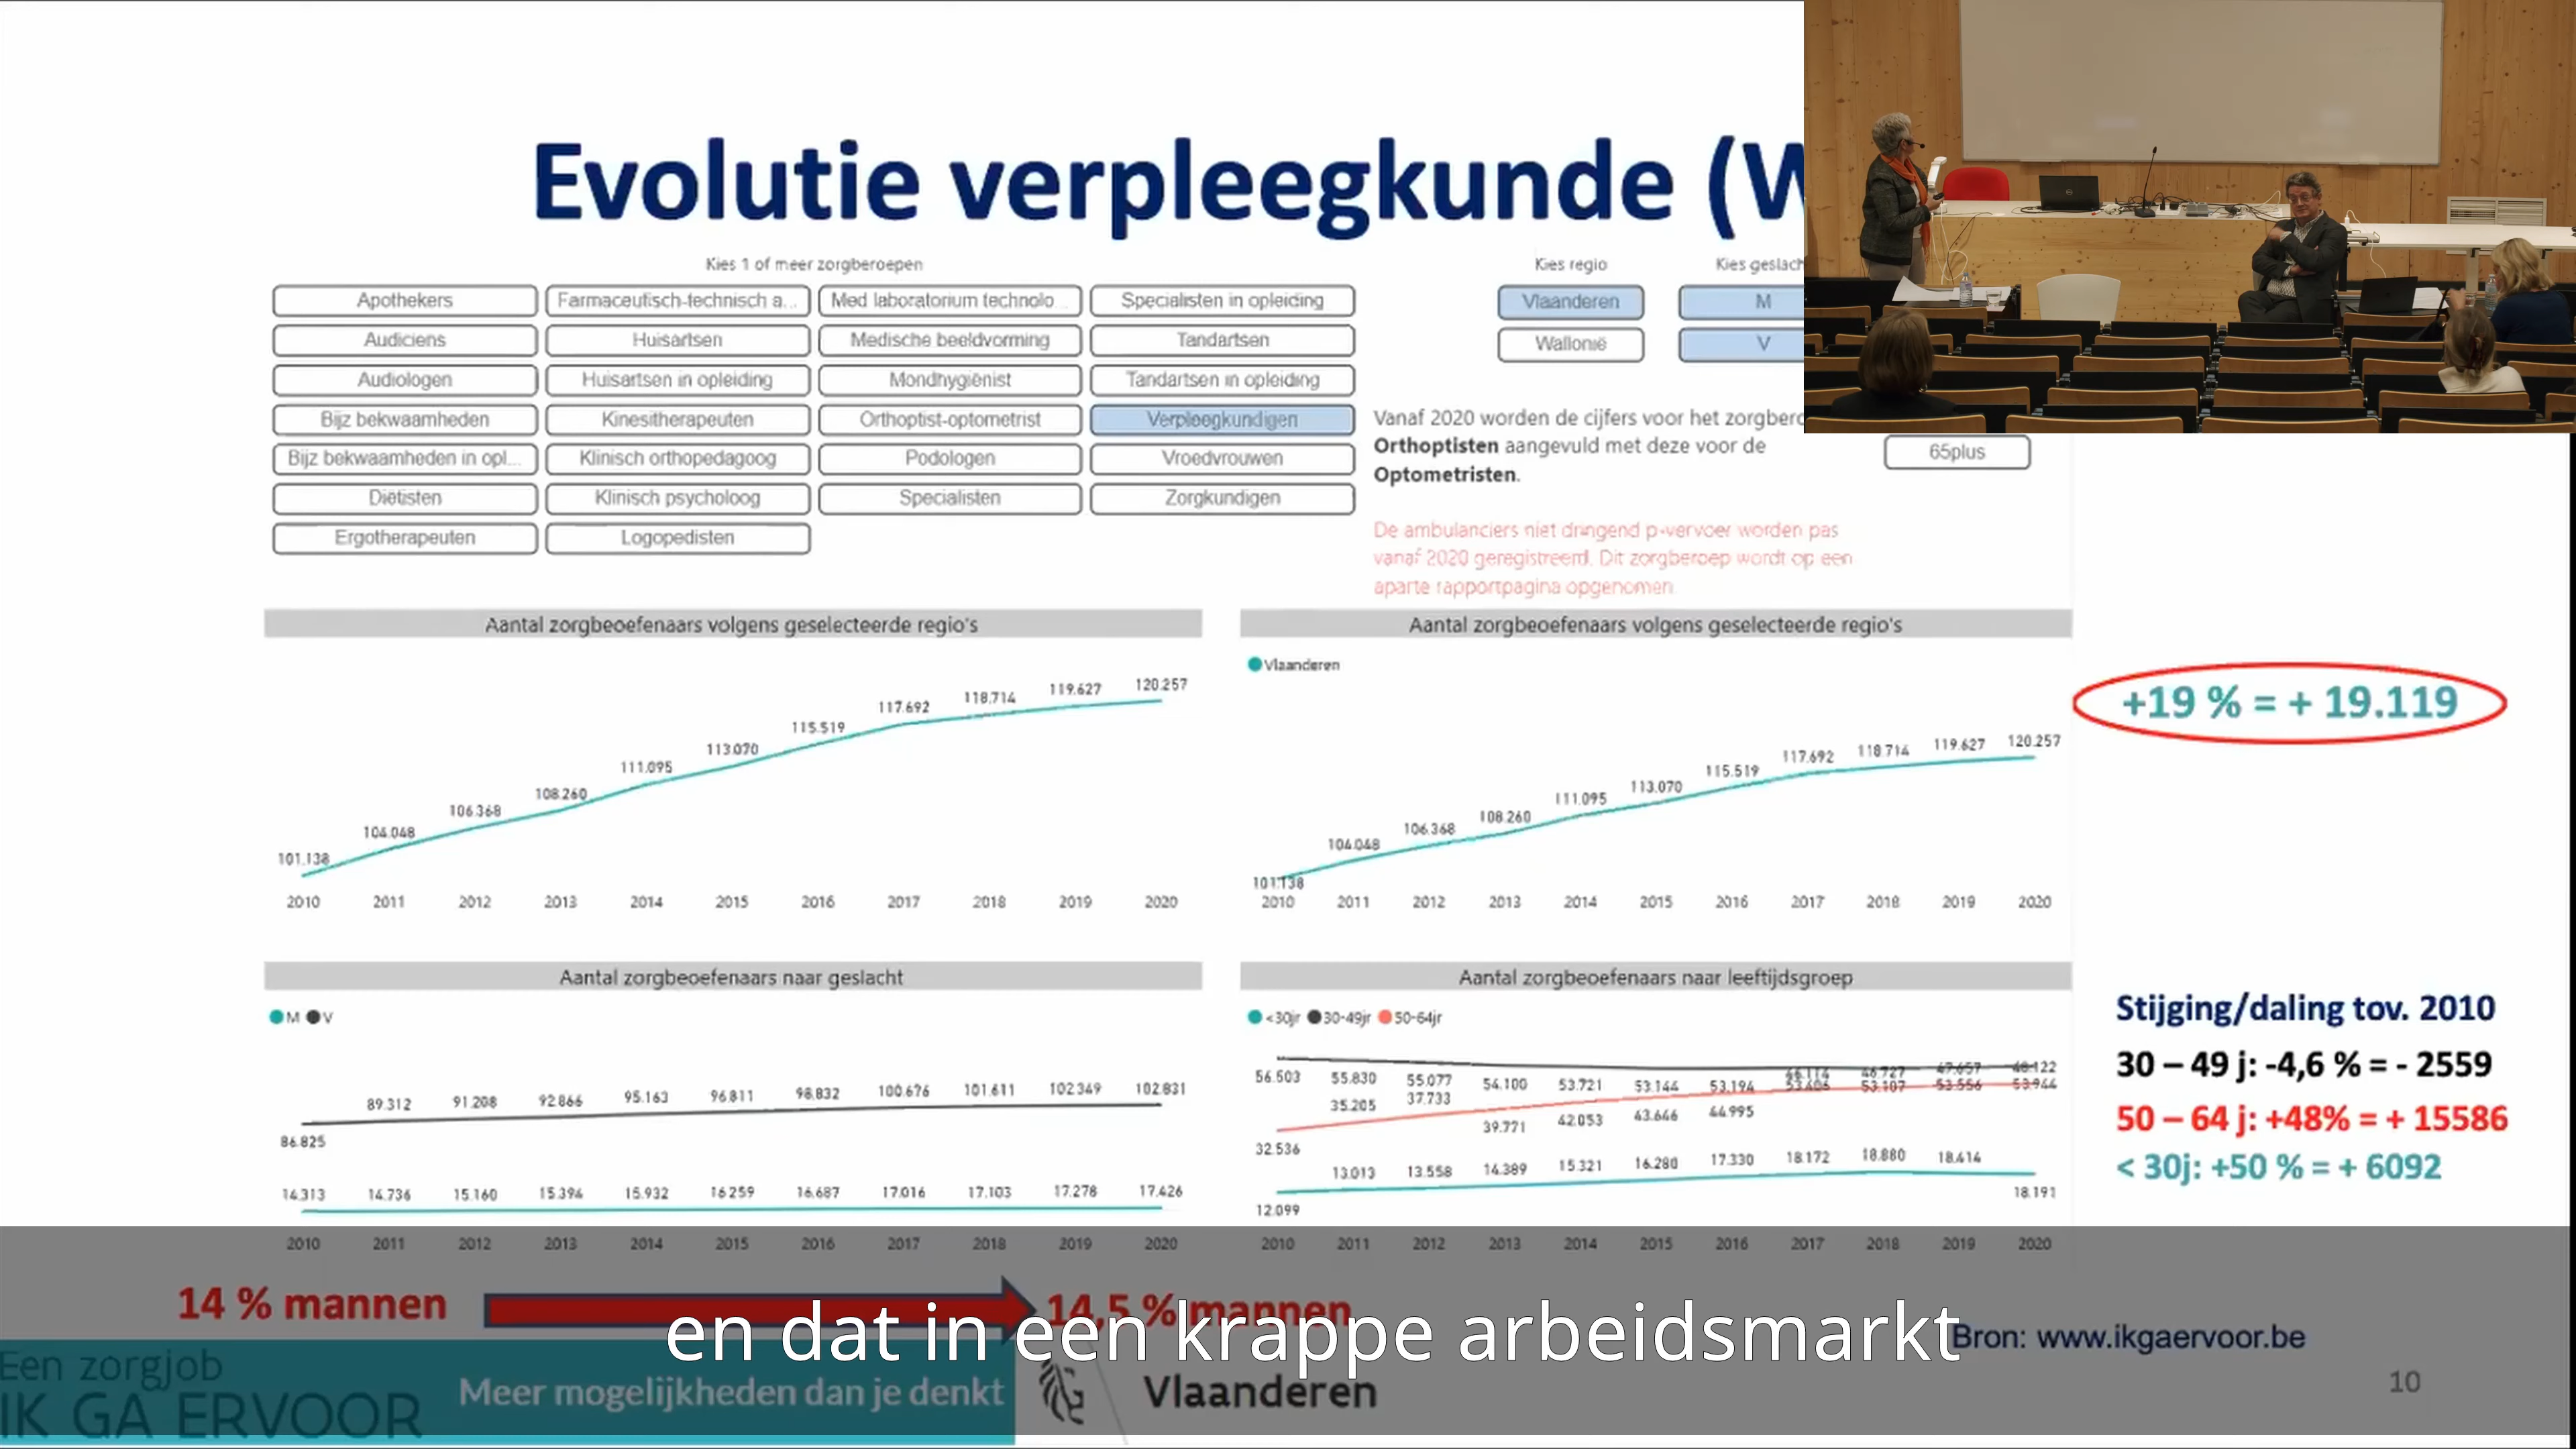 Evolutie verpleegkunde (W
Kies 1 of meer zorgberoepen
Apothekers
Farmaceutisch-technisch a...
Med laboratorium technolo...
Specialisten in opleiding
Audiciens
Huisartsen
Medische beeldvorming
Tandartsen
Audiologen
Huisartsen in opleiding
Mondhygiënist
Tandartsen in opleiding
Bijz bekwaamheden
Kinesitherapeuten
Orthoptist-optometrist
Verpleegkundigen
Bijz bekwaamheden in opl...
Klinisch orthopedagoog
Podologen
Vroedvrouwen
Diëtisten
Klinisch psycholoog
Specialisten
Zorgkundigen
Ergotherapeuten
Logopedisten
Kies regio
Kies geslach
Vlaanderen
M
Wallonië
V
65plus
Vanaf 2020 worden de cijfers voor het zorgberc
Orthoptisten aangevuld met deze voor de
Optometristen.
De ambulanciers niet dringend p-vervoer worden pas
vanaf 2020 geregistreerd. Dit zorgberoep wordt op een
aparte rapportpagina opgenomen.
Aantal zorgbeoefenaars volgens geselecteerde regio's
101.138 104.048 106.368 108.260 111.095 113.070 115.519 117.692 118.714 119.627 120.257
2010 2011 2012 2013 2014 2015 2016 2017 2018 2019 2020
Aantal zorgbeoefenaars volgens geselecteerde regio's
Vlaanderen
101.138 104.048 106.368 108.260 111.095 113.070 115.519 117.692 118.714 119.627 120.257
2010 2011 2012 2013 2014 2015 2016 2017 2018 2019 2020
+19 % = + 19.119
Aantal zorgbeoefenaars naar geslacht
M V
86.825 89.312 91.208 92.866 95.163 96.811 98.832 100.676 101.611 102.349 102.831
14.313 14.736 15.160 15.394 15.932 16.259 16.687 17.016 17.103 17.278 17.426
2010 2011 2012 2013 2014 2015 2016 2017 2018 2019 2020
Aantal zorgbeoefenaars naar leeftijdsgroep
<30jr 30-49jr 50-64jr
56.503 55.830 55.077 54.100 53.721 53.144 53.194 53.406 53.107 53.556 53.944
32.536 35.205 37.733 39.771 42.053 43.646 44.995 46.114 46.727 47.657 48.122
12.099 13.013 13.558 14.389 15.321 16.280 17.330 18.172 18.880 18.414 18.191
2010 2011 2012 2013 2014 2015 2016 2017 2018 2019 2020
Stijging/daling tov. 2010
30 – 49 j: -4,6 % = - 2559
50 – 64 j: +48% = + 15586
< 30j: +50 % = + 6092
14 % mannen
14,5 % mannen
en dat in een krappe arbeidsmarkt
Bron: www.ikgaervoor.be
Een zorgjob
IK GA ERVOOR
Meer mogelijkheden dan je denkt
Vlaanderen
10